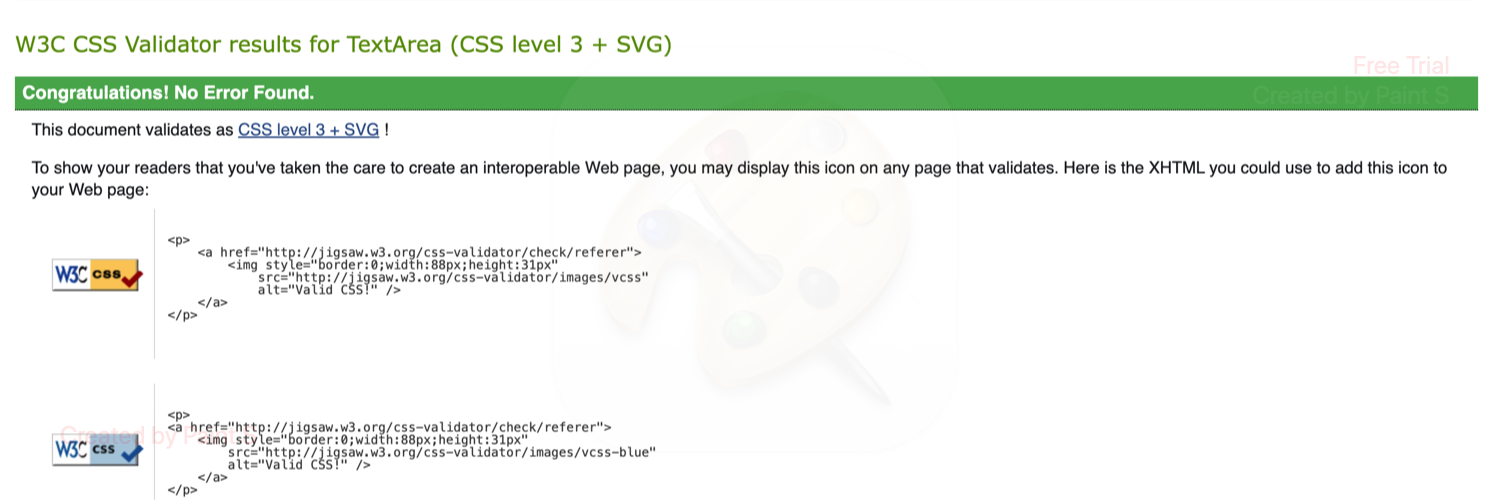 W3C CSS Validator results for TextArea (CSS level 3 + SVG)
Free Trial
Congratulations! No Error Found.
Created by Paint S
This document validates as CSS level 3 + SVG !
To show your readers that you've taken the care to create an interoperable Web page, you may display this icon on any page that validates. Here is the XHTML you could use to add this icon to
your Web page:
W3C css
<p>
<a href="http://jigsaw.w3.org/css-validator/check/referer">
<img style="border:0;width:88px;height:31px"
src="http://jigsaw.w3.org/css-validator/images/vcss"
alt="Valid CSS!" />
</a>
</p>
Created by Paint
W3C css
<p>
<a href="http://jigsaw.w3.org/css-validator/check/referer">
<img style="border:0;width:88px;height:31px"
src="http://jigsaw.w3.org/css-validator/images/vcss-blue"
alt="Valid CSS!" />
</a>
</p>